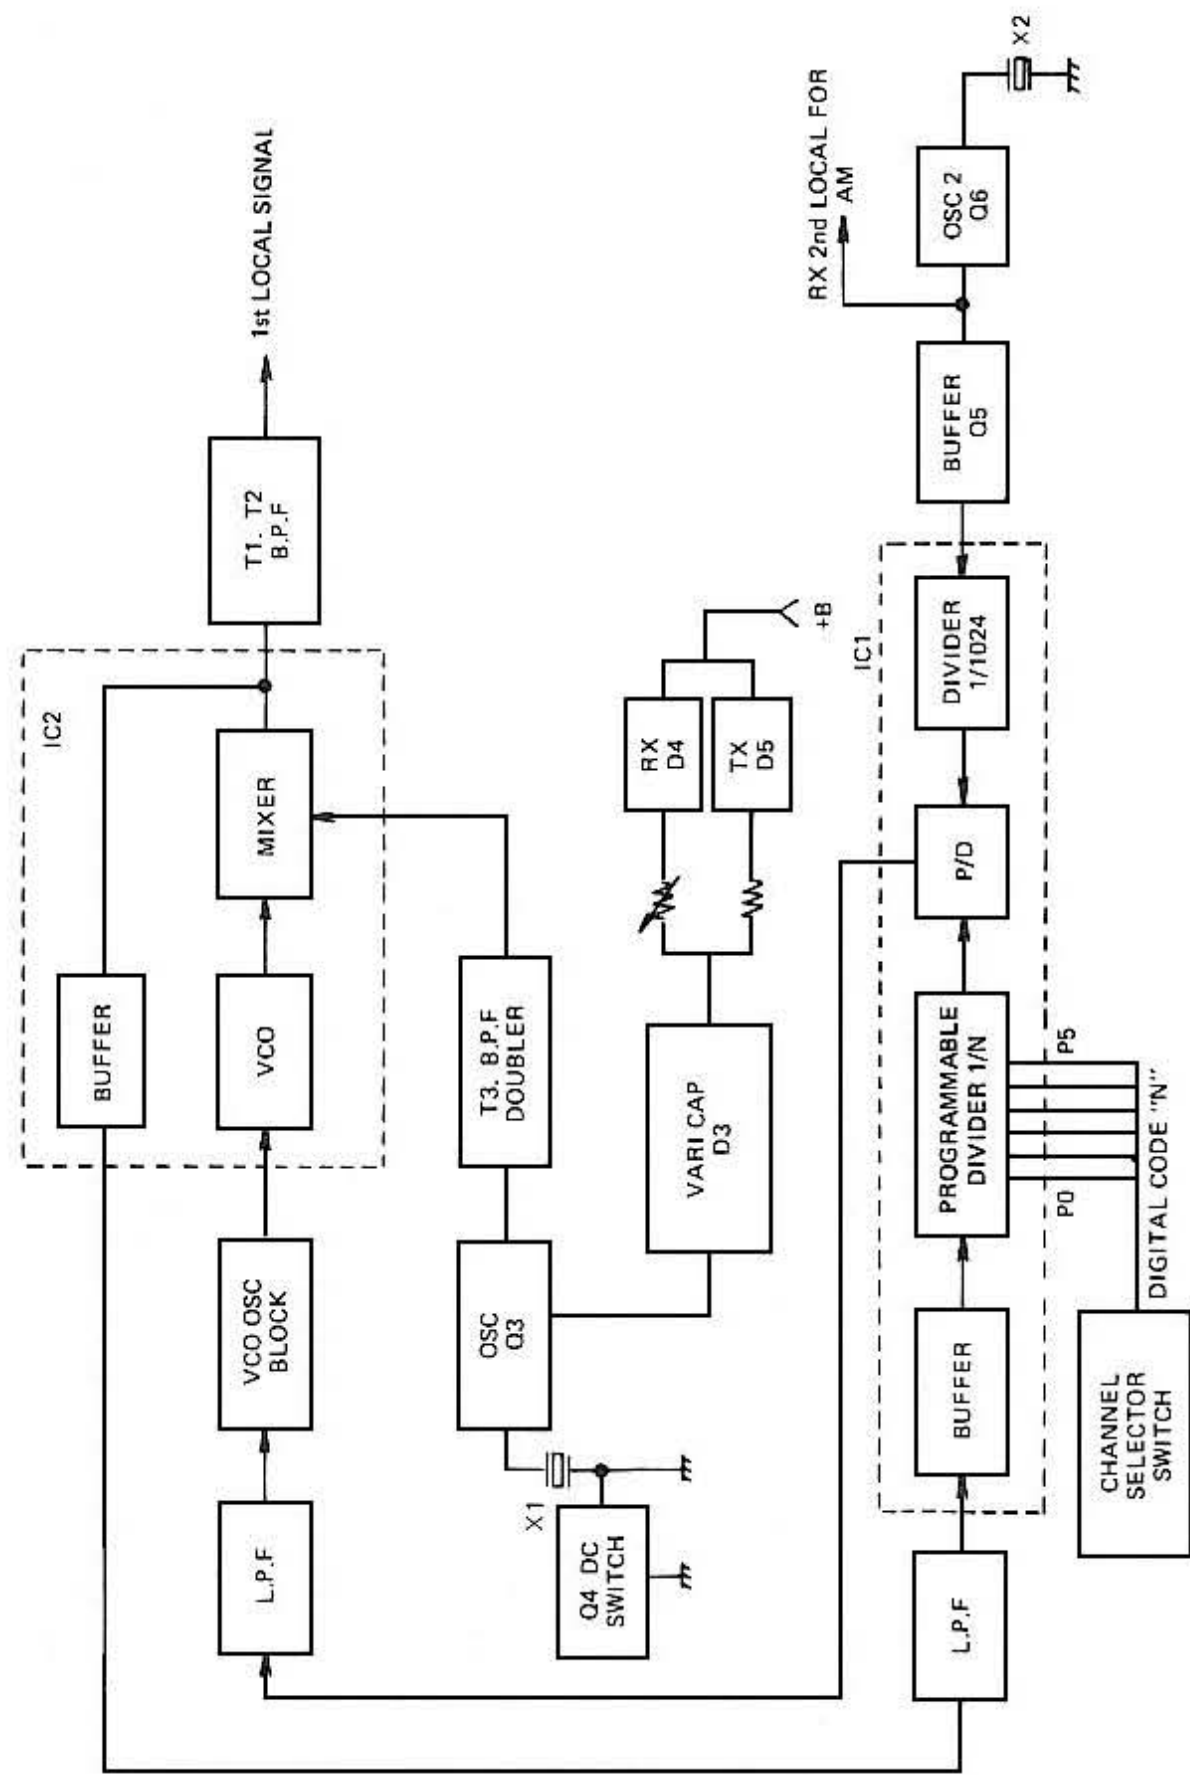 IC2
BUFFER
L.P.F
VCO OSC
BLOCK
VCO
MIXER
T1. T2
B.P.F
1st LOCAL SIGNAL
X1
Q4 DC
SWITCH
OSC
Q3
T3. B.P.F
DOUBLER
VARI CAP
D3
RX
D4
TX
D5
+B
RX 2nd LOCAL FOR
AM
IC1
L.P.F
BUFFER
PROGRAMMABLE
DIVIDER 1/N
P/D
DIVIDER
1/1024
BUFFER
Q5
OSC 2
Q6
X2
P0
P5
DIGITAL CODE "N"
CHANNEL
SELECTOR
SWITCH